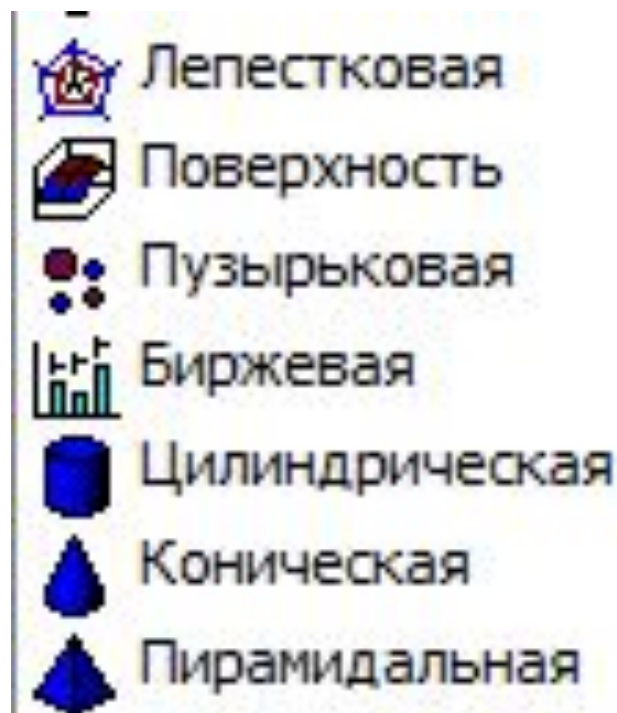 Лепестковая
Поверхность
Пузырьковая
Биржевая
Цилиндрическая
Коническая
Пирамидальная